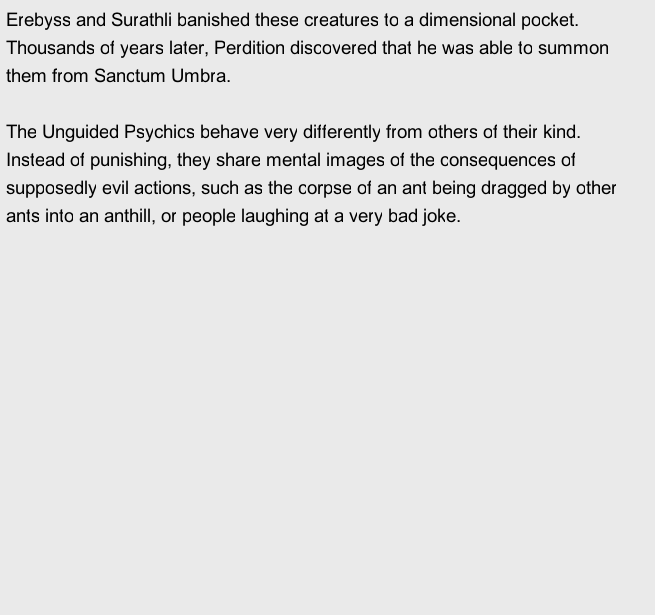 Erebyss and Surathli banished these creatures to a dimensional pocket.
Thousands of years later, Perdition discovered that he was able to summon
them from Sanctum Umbra.
The Unguided Psychics behave very differently from others of their kind.
Instead of punishing, they share mental images of the consequences of
supposedly evil actions, such as the corpse of an ant being dragged by other
ants into an anthill, or people laughing at a very bad joke.